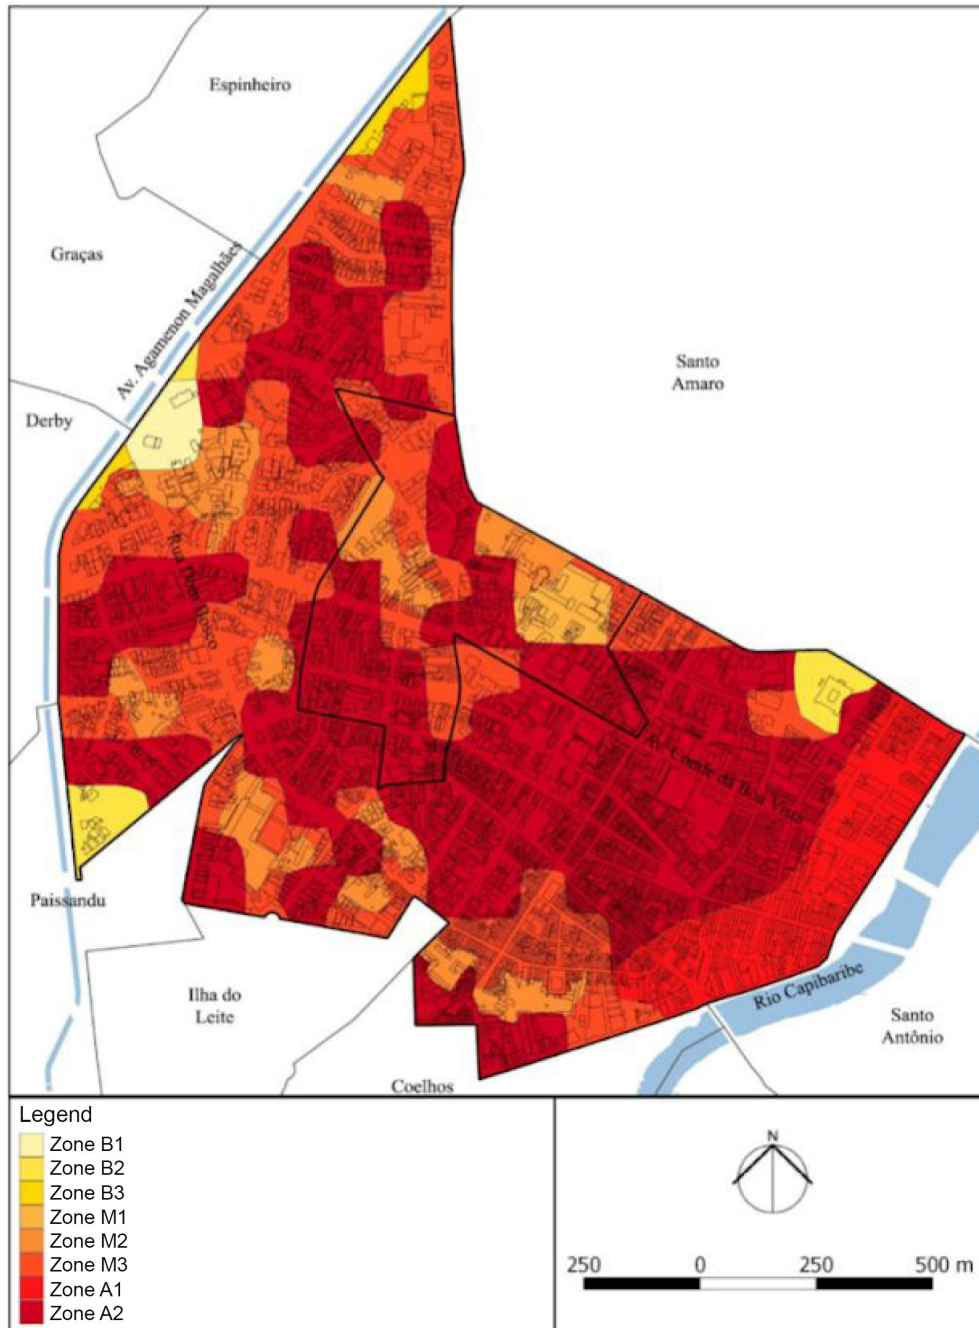 Espinheiro
Graças
Av. Agamenon Magalhães
Santo
Amaro
Derby
Rua Dom Bosco
Av. Conde da Boa Vista
Paissandu
Ilha do
Leite
Rio Capibaribe
Santo
Antônio
Coelhos
Legend
Zone B1
Zone B2
Zone B3
Zone M1
Zone M2
Zone M3
Zone A1
Zone A2
N
250 0 250 500 m